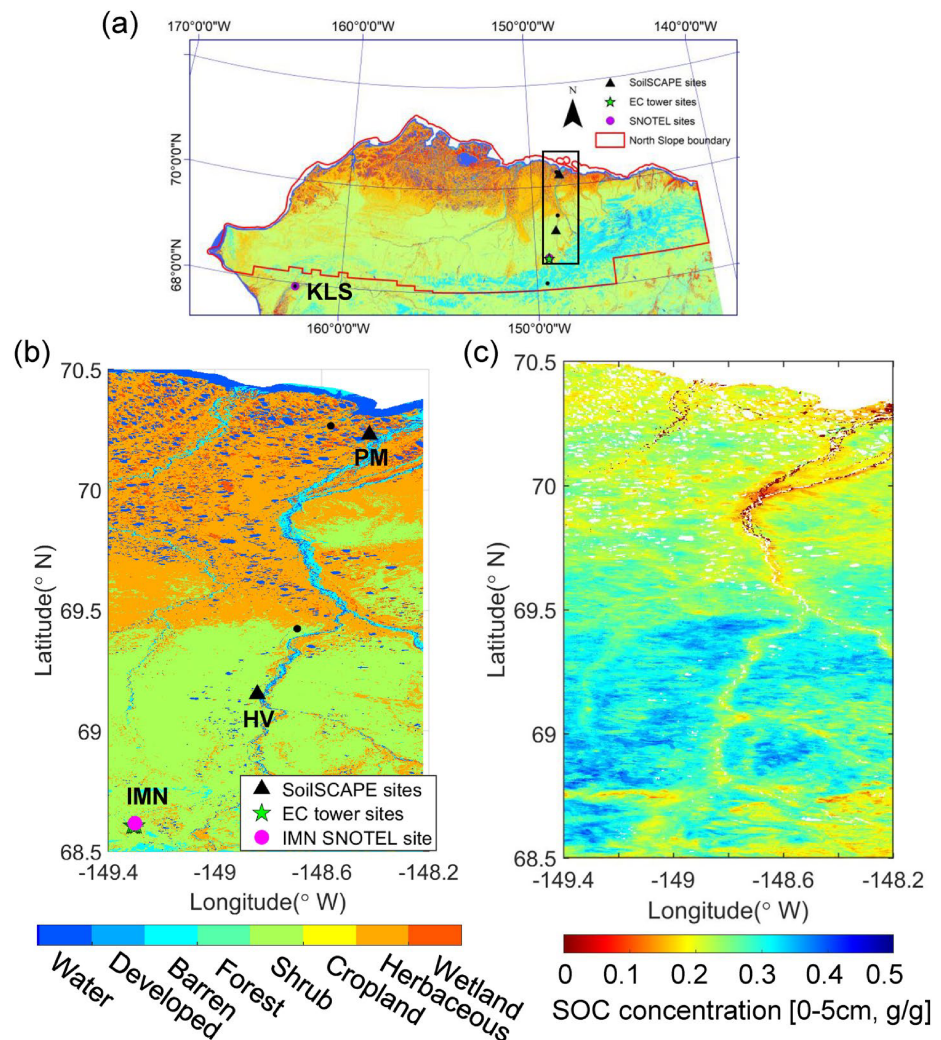 (a)
170°0'0"W 160°0'0"W 150°0'0"W 140°0'0"W
SoilSCAPE sites
EC tower sites
SNOTEL sites
North Slope boundary
N
70°0'0"N
68°0'0"N
KLS
160°0'0"W 150°0'0"W
(b)
70.5
70
69.5
69
68.5
Latitude(° N)
PM
HV
IMN
SoilSCAPE sites
EC tower sites
IMN SNOTEL site
-149.4 -149 -148.6 -148.2
Longitude(° W)
Water
Developed
Barren
Forest
Shrub
Cropland
Herbaceous
Wetland
(c)
70.5
70
69.5
69
68.5
Latitude(° N)
-149.4 -149 -148.6 -148.2
Longitude(° W)
0 0.1 0.2 0.3 0.4 0.5
SOC concentration [0-5cm, g/g]